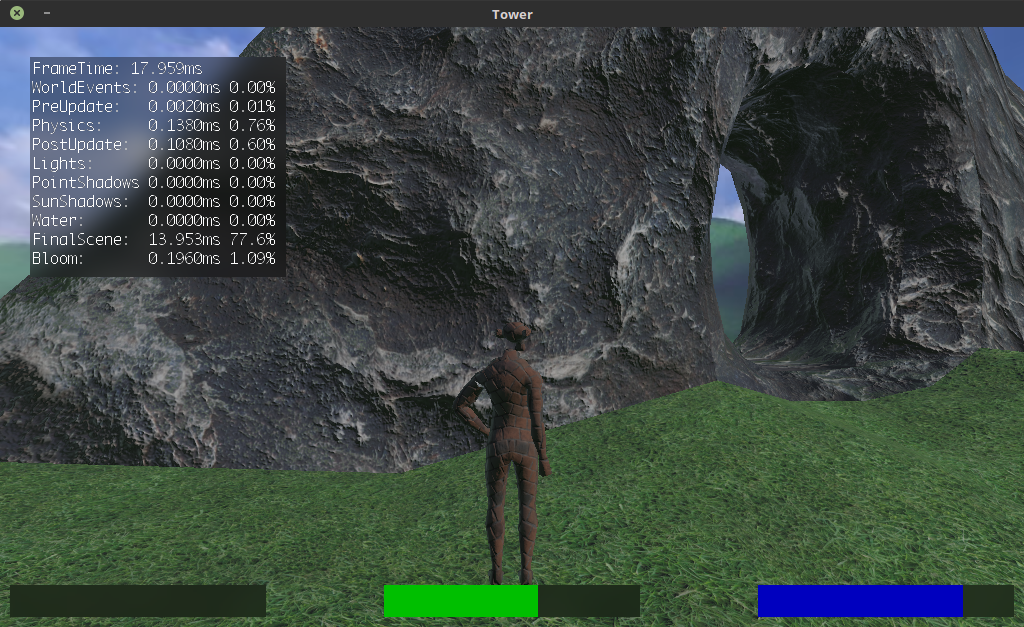 Tower
FrameTime: 17.959ms
WorldEvents: 0.0000ms 0.00%
PreUpdate: 0.0020ms 0.01%
Physics: 0.1380ms 0.76%
PostUpdate: 0.1080ms 0.60%
Lights: 0.0000ms 0.00%
PointShadows 0.0000ms 0.00%
SunShadows: 0.0000ms 0.00%
Water: 0.0000ms 0.00%
FinalScene: 13.953ms 77.6%
Bloom: 0.1960ms 1.09%